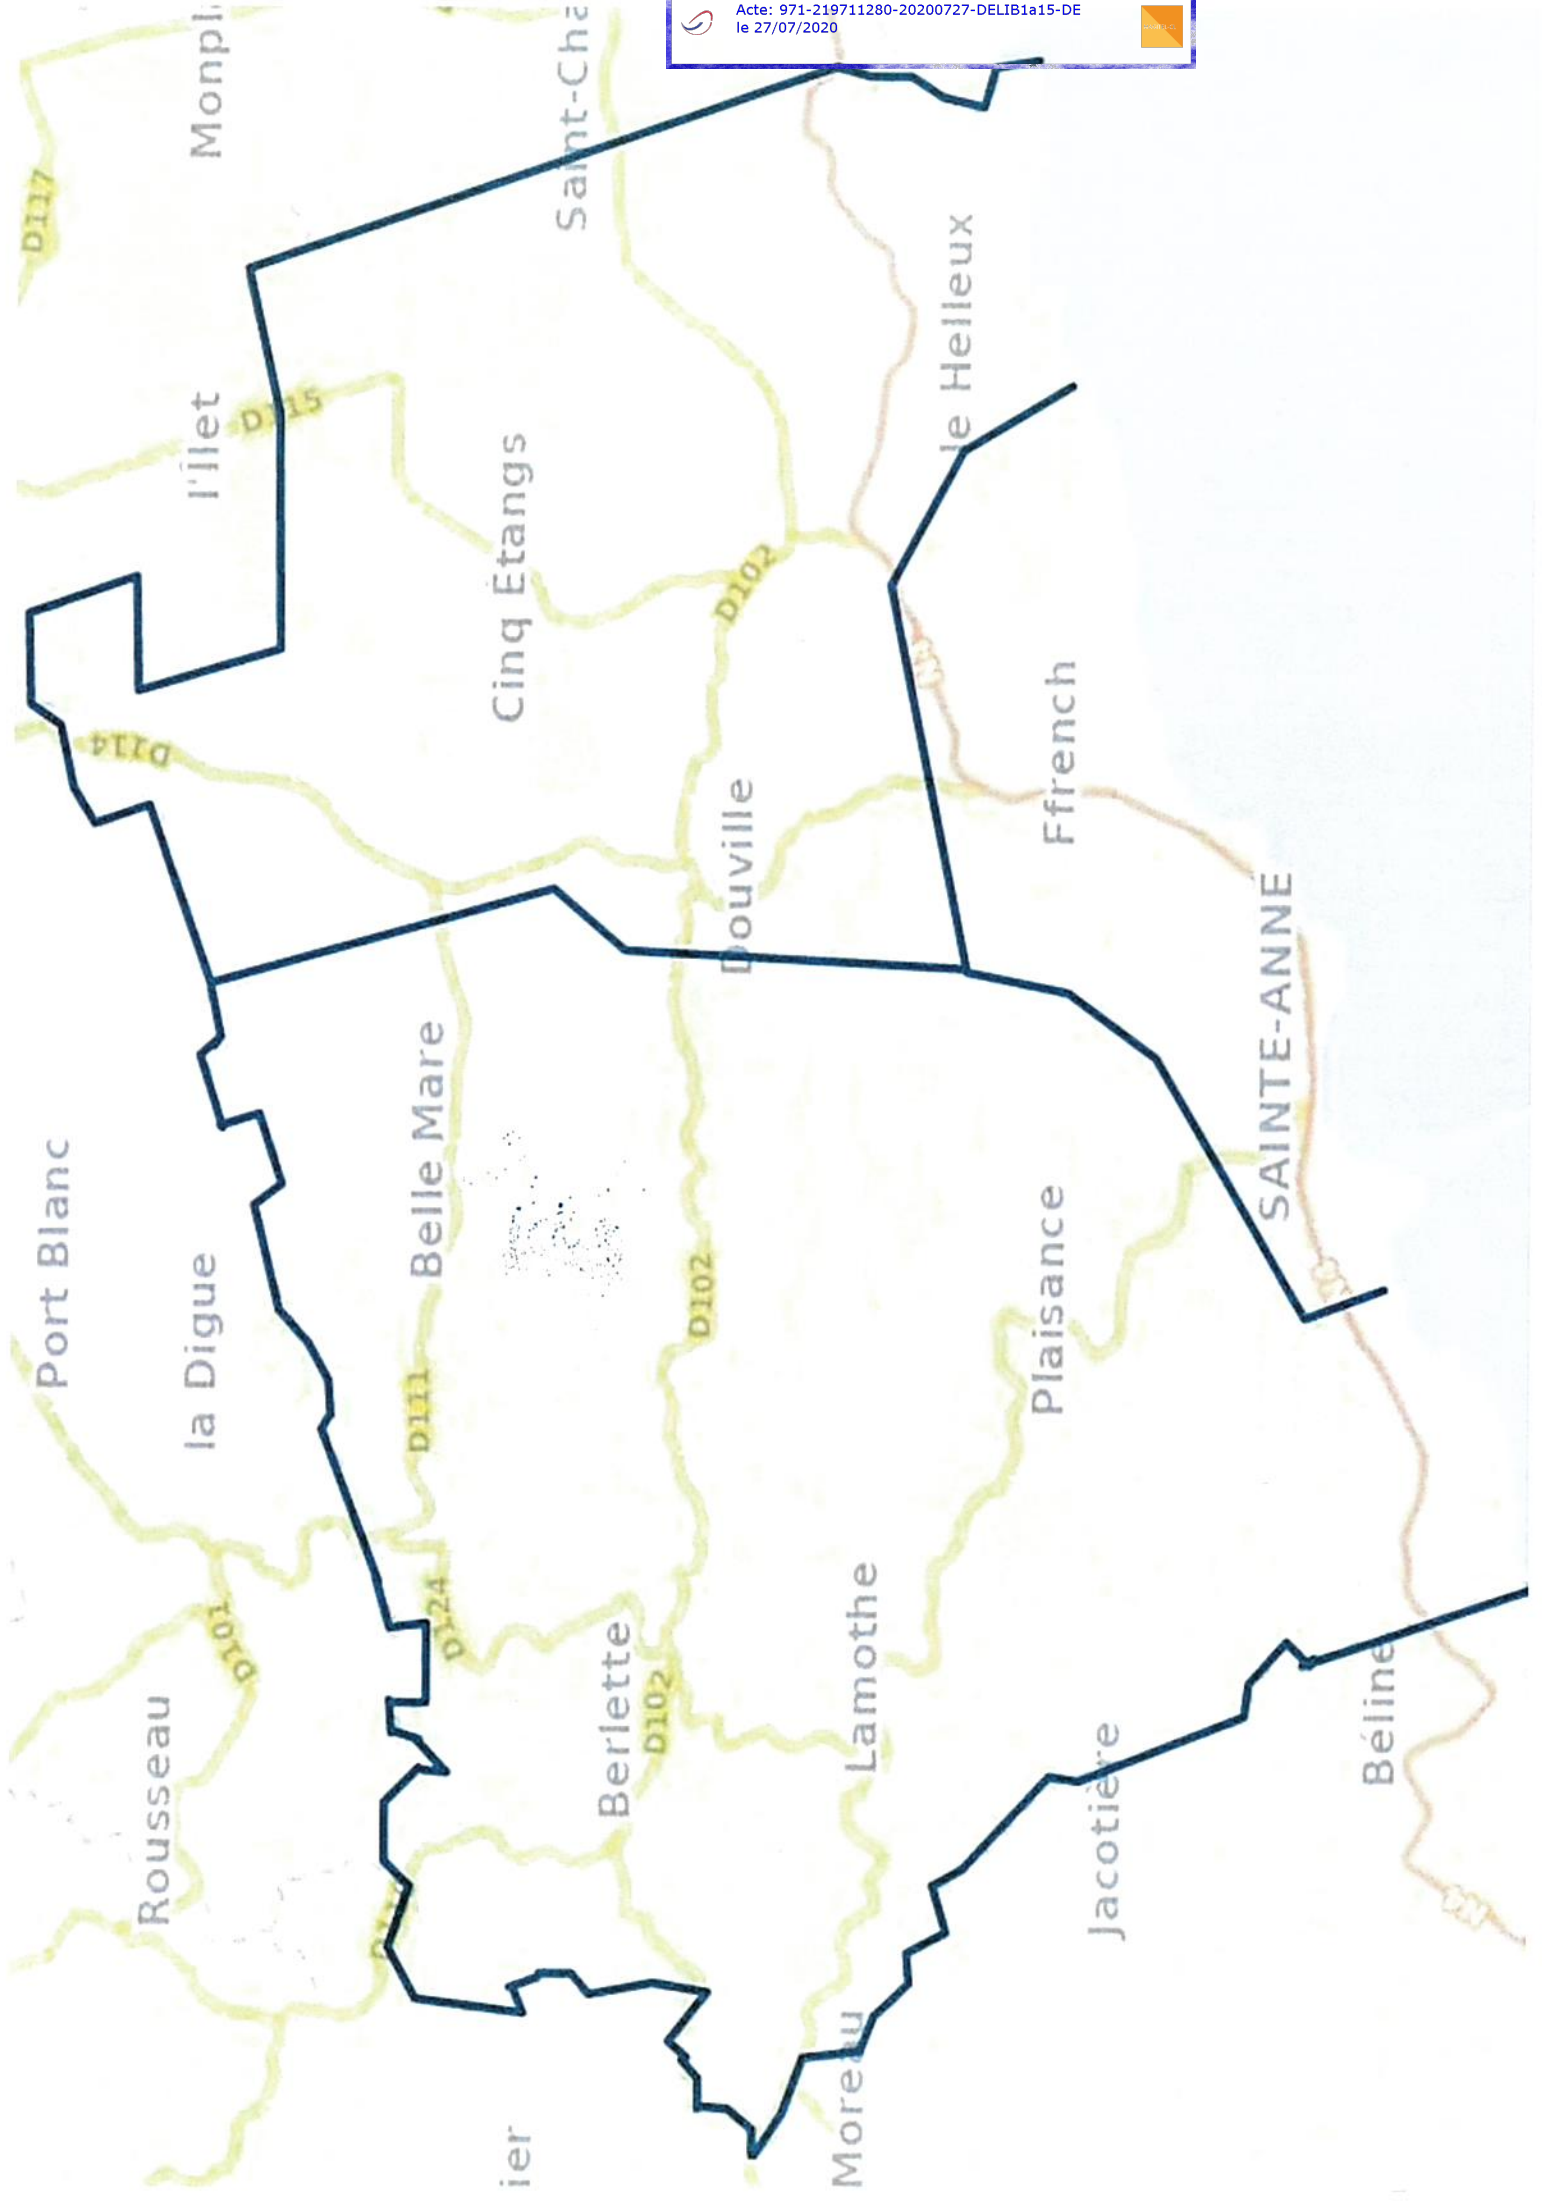 Acte: 971-219711280-20200727-DELIB1a15-DE
le 27/07/2020
Monpl
Saint-Cha
D117
l'illet
D115
le Helleux
Cinq Etangs
D102
D114
Ffrench
Douville
SAINTE-ANNE
Belle Mare
Port Blanc
la Digue
D102
Plaisance
D111
D101
D124
Lamothe
Berlette
D102
Rousseau
Béline
Jacotière
N4
Moreau
ier